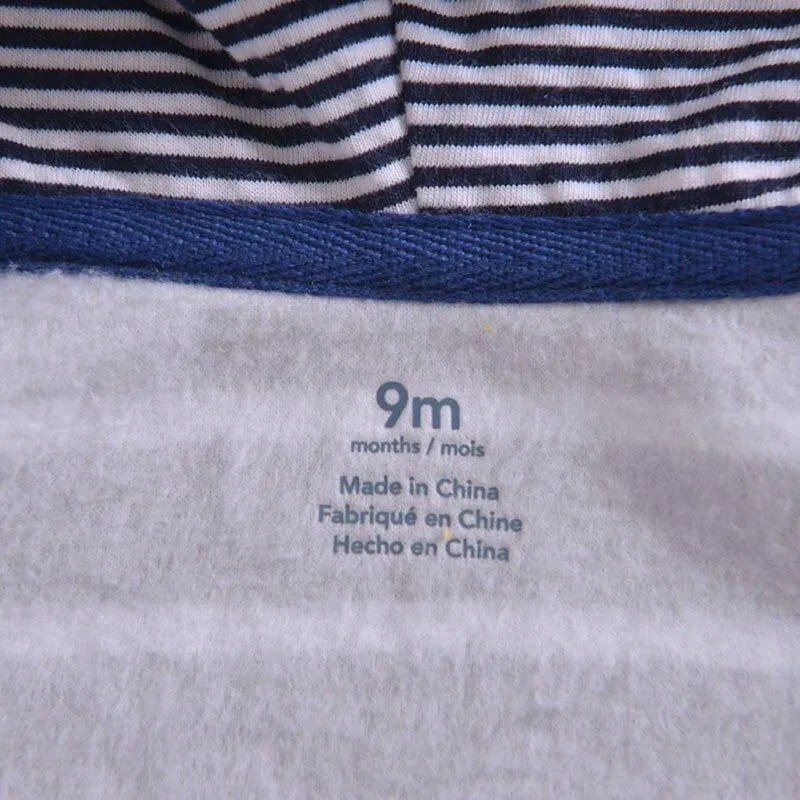 9m
months / mois
Made in China
Fabriqué en Chine
Hecho en China